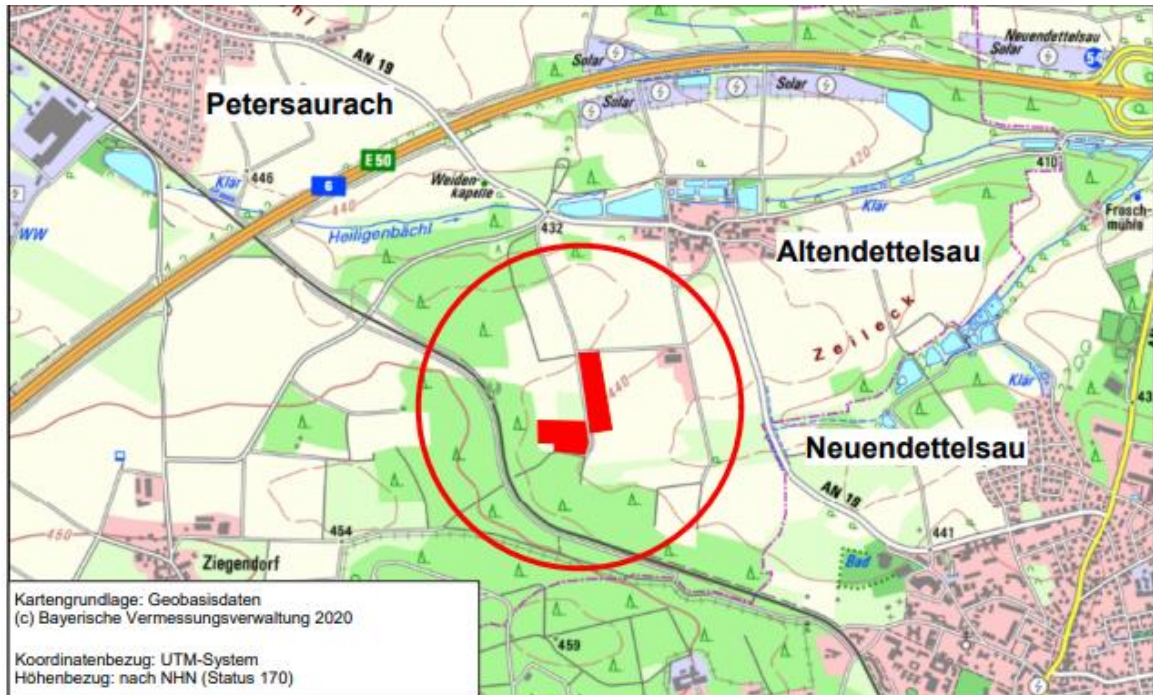 AN 19
Neuendettelsau
Solar
54
Solar
Solar
Solar
Petersaurach
E 50
6
446
Klär
440
Weiden-
kapelle
420
410
Klär
Frosch-
mühle
WW
Heiligenbächl
432
Altendettelsau
Zeileck
440
Klär
Neuendettelsau
AN 19
450
454
Ziegendorf
441
Bad
459
Kartengrundlage: Geobasisdaten
(c) Bayerische Vermessungsverwaltung 2020
Koordinatenbezug: UTM-System
Höhenbezug: nach NHN (Status 170)